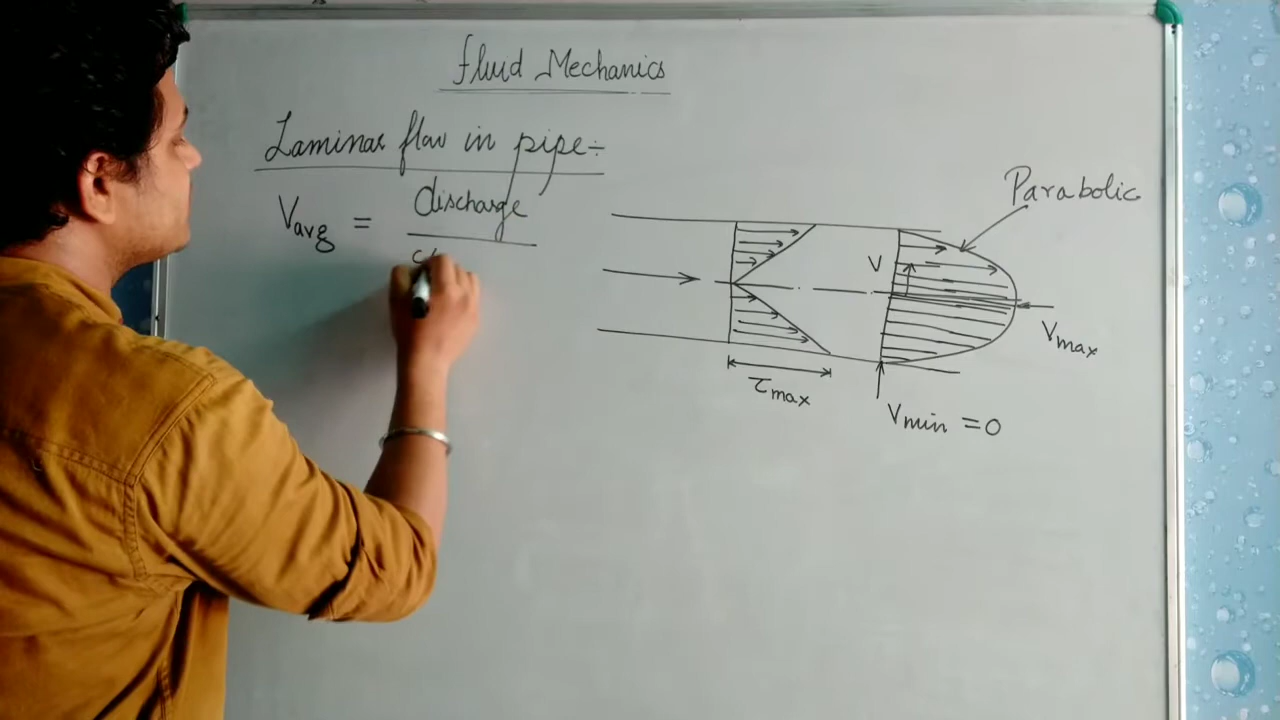 Fluid Mechanics
Laminar flow in pipe:-
Vavg = discharge
Parabolic
V
Vmax
τmax
Vmin = 0